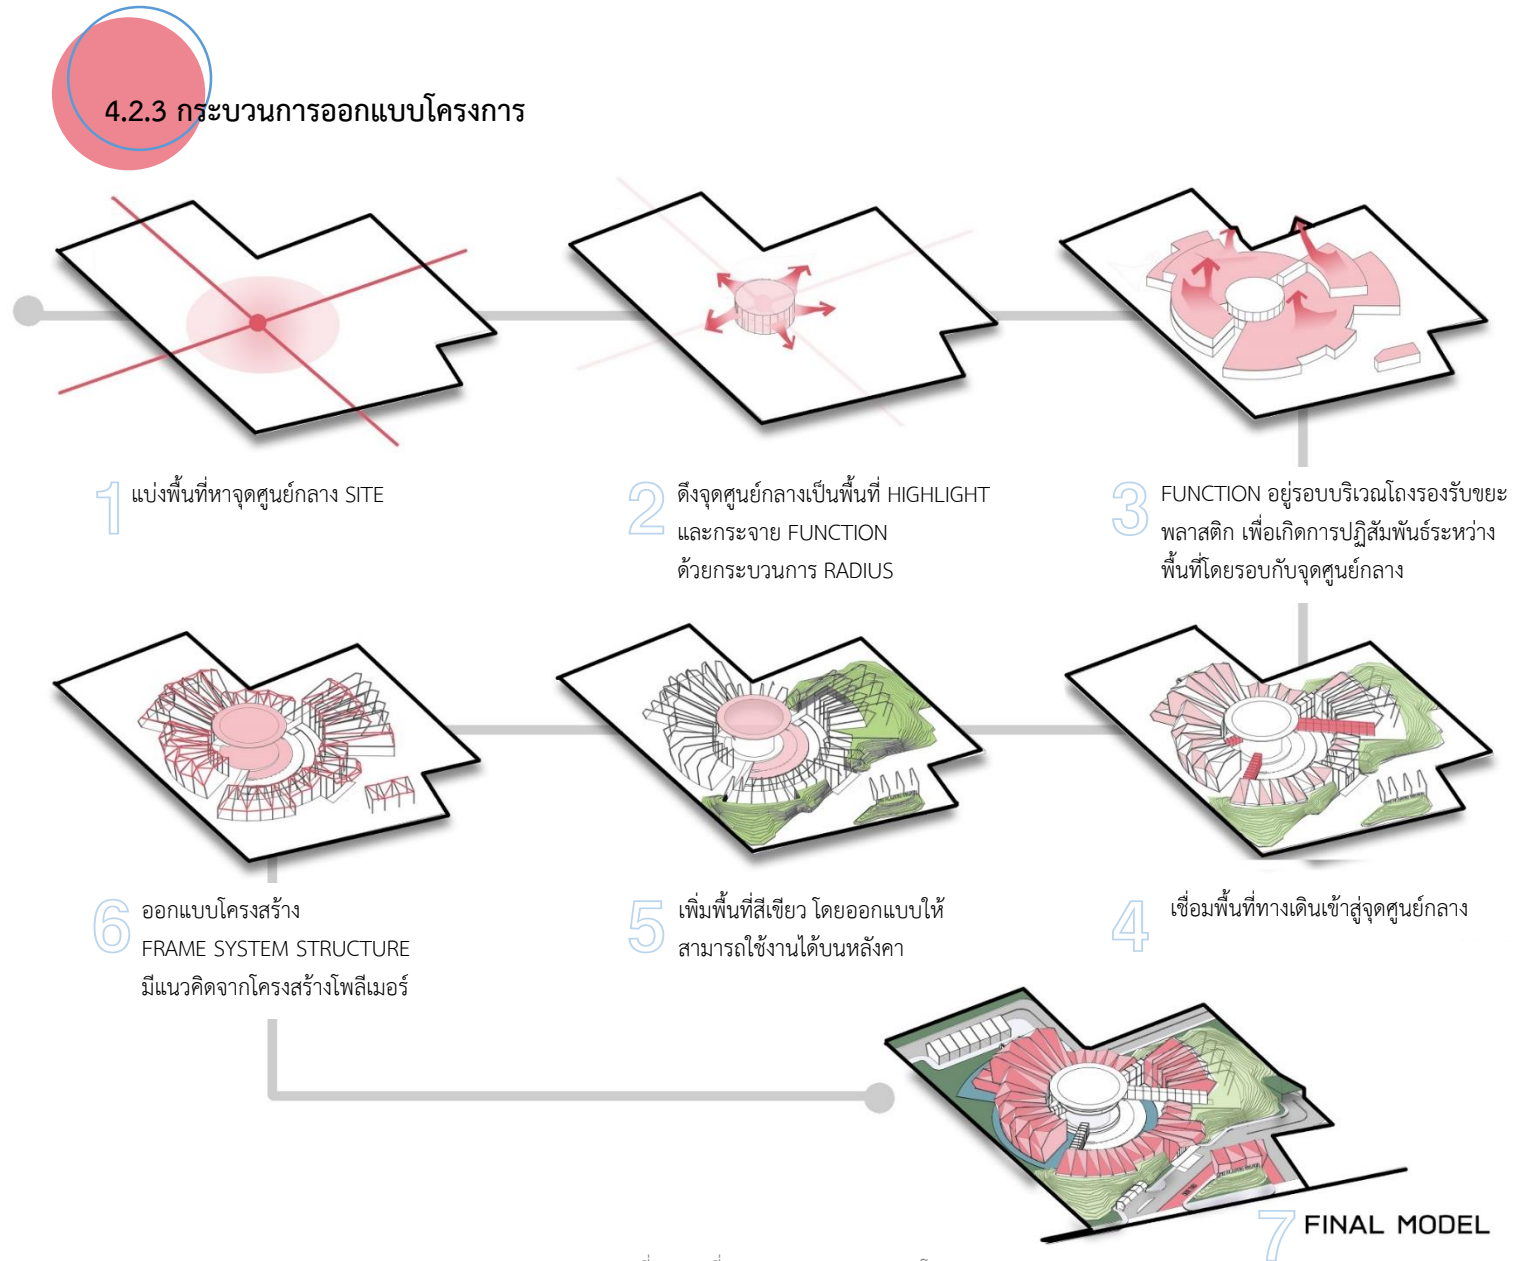 4.2.3 กระบวนการออกแบบโครงการ
1 แบ่งพื้นที่หาจุดศูนย์กลาง SITE
2 ดึงจุดศูนย์กลางเป็นพื้นที่ HIGHLIGHT
และกระจาย FUNCTION
ด้วยกระบวนการ RADIUS
3 FUNCTION อยู่รอบบริเวณโถงรองรับขยะ
พลาสติก เพื่อเกิดการปฏิสัมพันธ์ระหว่าง
พื้นที่โดยรอบกับจุดศูนย์กลาง
4 เชื่อมพื้นที่ทางเดินเข้าสู่จุดศูนย์กลาง
5 เพิ่มพื้นที่สีเขียว โดยออกแบบให้
สามารถใช้งานได้บนหลังคา
6 ออกแบบโครงสร้าง
FRAME SYSTEM STRUCTURE
มีแนวคิดจากโครงสร้างโพลีเมอร์
7 FINAL MODEL